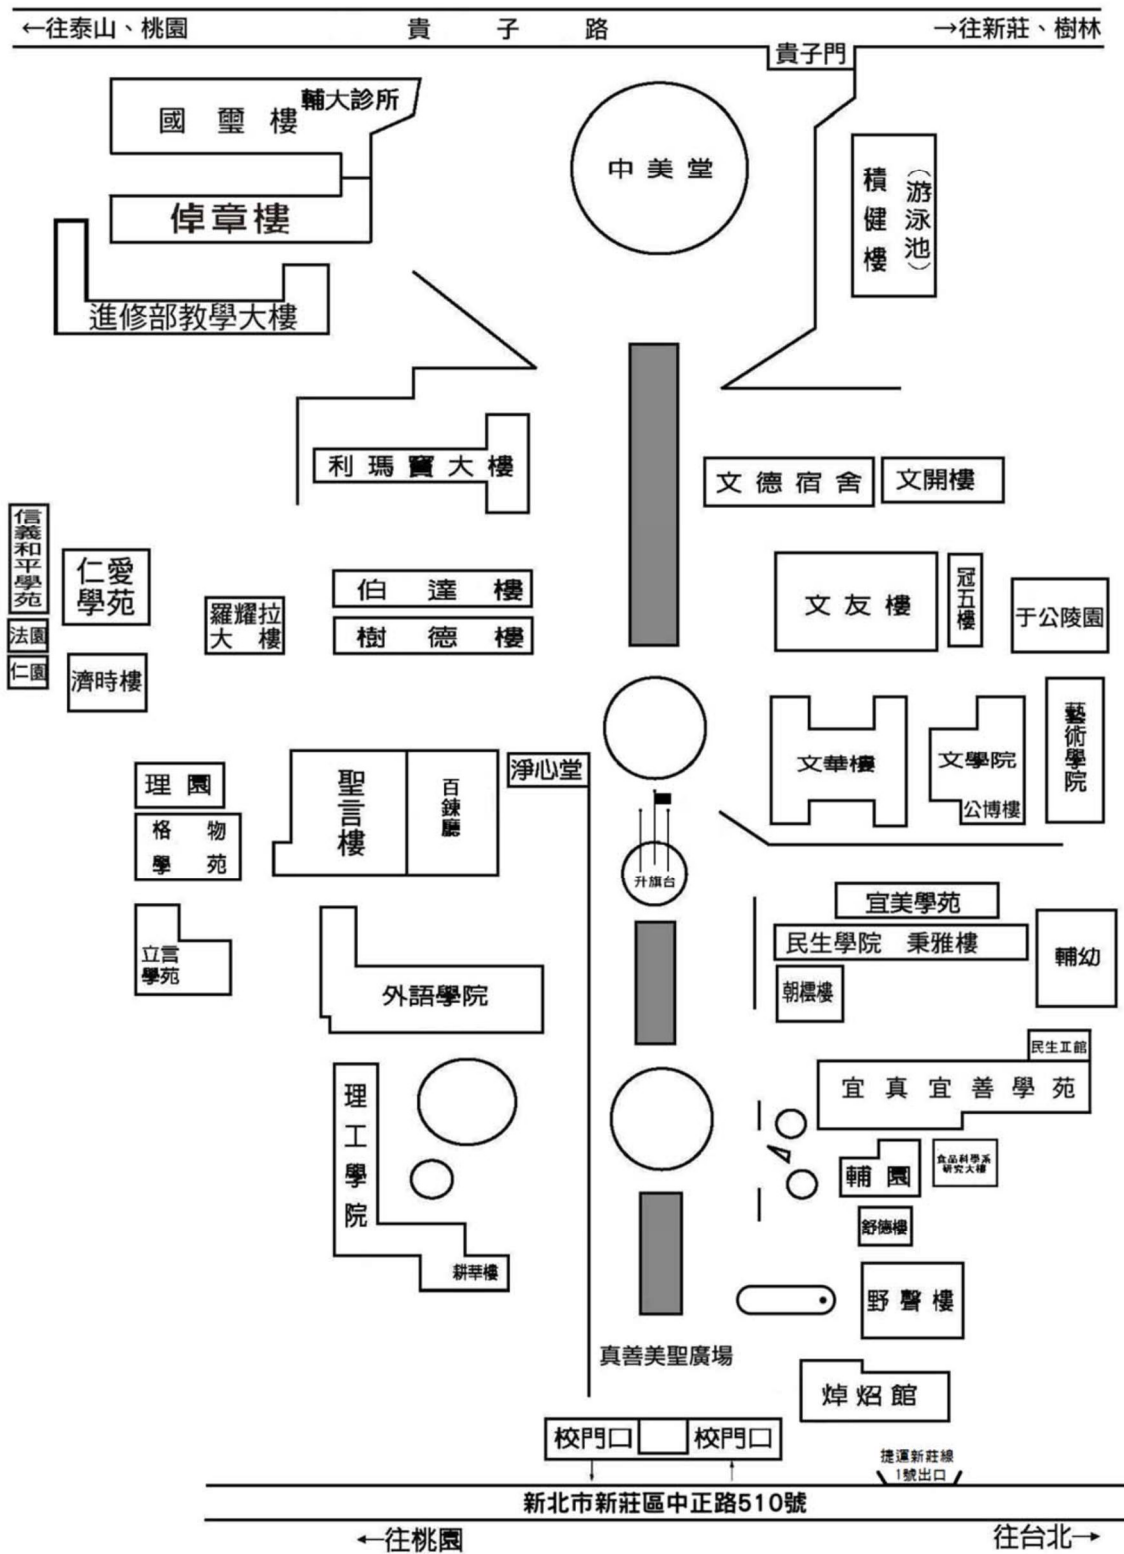 ←往泰山、桃園
貴子路
→往新莊、樹林
貴子門
輔大診所
國璽樓
中美堂
積健樓
(游泳池)
倬章樓
進修部教學大樓
利瑪竇大樓
文德宿舍
文開樓
信義和平學苑
仁愛
學苑
法園
仁園
濟時樓
羅耀拉
大樓
伯達樓
樹德樓
文友樓
冠五樓
于公陵園
理園
格物
學苑
聖言樓
百鍊廳
淨心堂
文華樓
文學院
公博樓
藝術學院
升旗台
立言
學苑
外語學院
宜美學苑
民生學院 秉雅樓
朝橒樓
輔幼
民生工館
宜真宜善學苑
理工學院
耕莘樓
輔園
食品科學系
研究大樓
舒德樓
野聲樓
真善美聖廣場
焯炤館
校門口
校門口
捷運新莊線
1號出口
新北市新莊區中正路510號
←往桃園
往台北→